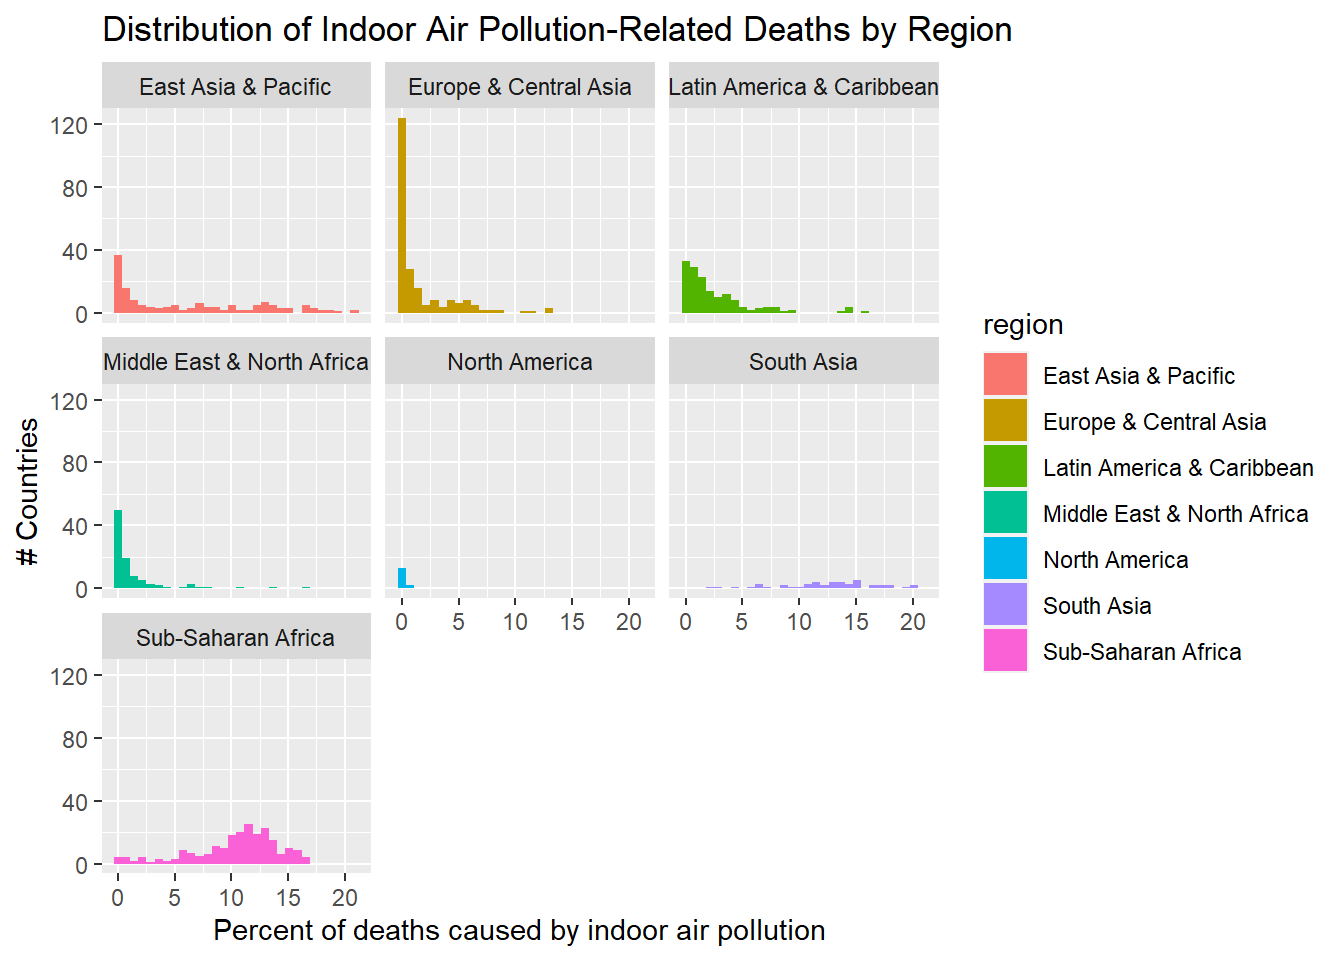 Distribution of Indoor Air Pollution-Related Deaths by Region
East Asia & Pacific
Europe & Central Asia
Latin America & Caribbean
120
80
40
0
Middle East & North Africa
North America
South Asia
120
80
40
0
0 5 10 15 20
0 5 10 15 20
Sub-Saharan Africa
120
80
40
0
0 5 10 15 20
# Countries
Percent of deaths caused by indoor air pollution
region
East Asia & Pacific
Europe & Central Asia
Latin America & Caribbean
Middle East & North Africa
North America
South Asia
Sub-Saharan Africa